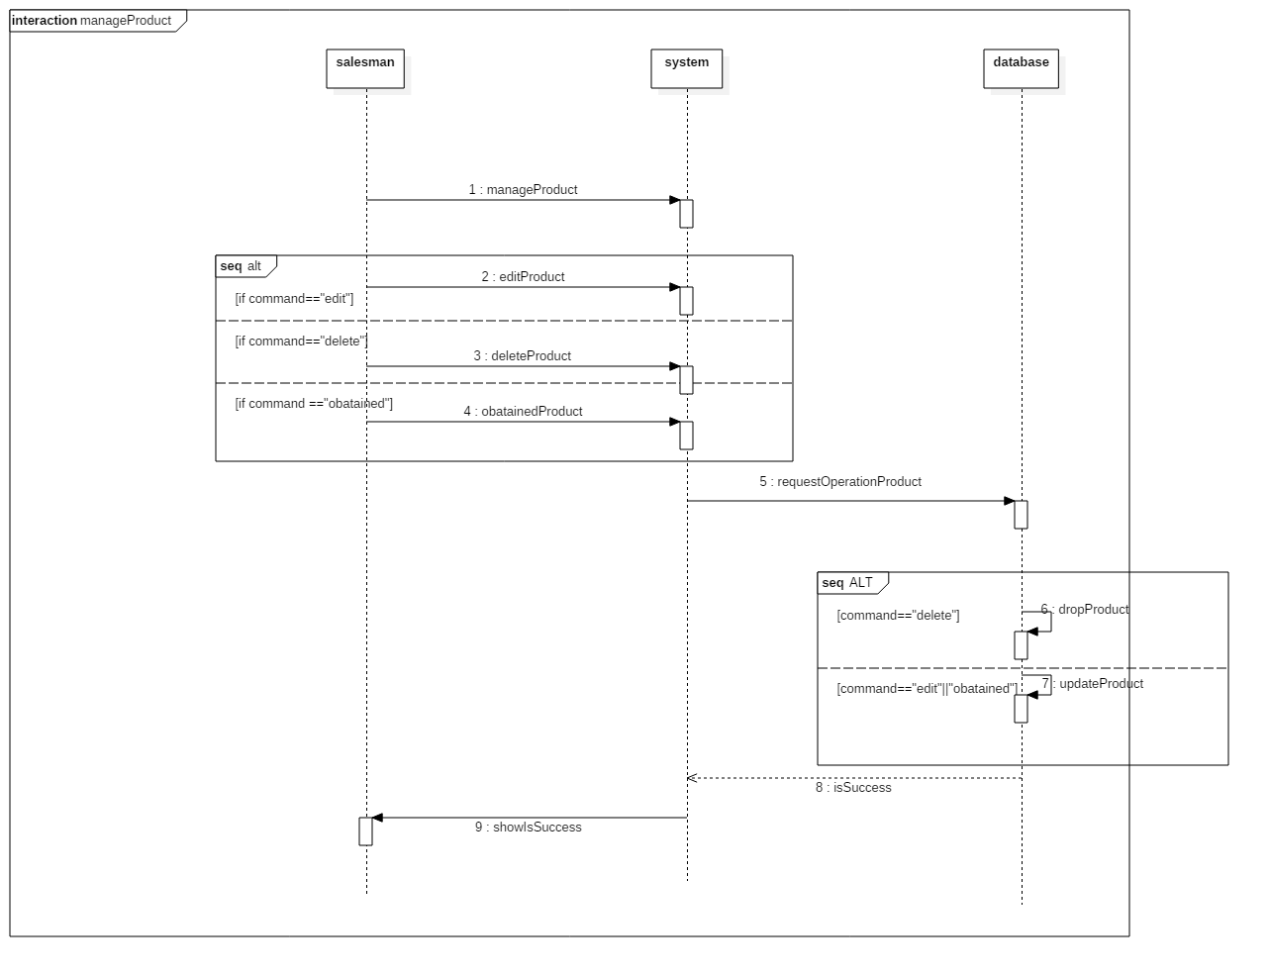 interaction manageProduct
salesman
system
database
1 : manageProduct
seq alt
2 : editProduct
[if command=="edit"]
[if command=="delete"]
3 : deleteProduct
[if command =="obatained"]
4 : obatainedProduct
5 : requestOperationProduct
seq ALT
[command=="delete"]
6 : dropProduct
[command=="edit"||"obatained"]
7 : updateProduct
8 : isSuccess
9 : showIsSuccess